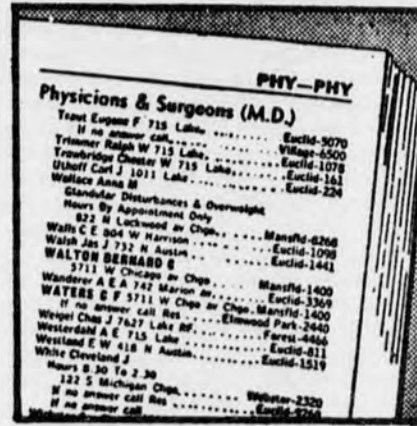 PHY—PHY
Physicians & Surgeons (M.D.)
Traut Eugene F 715 Lake........Euclid-5070
If no answer call........Village-6500
Trimmer Ralph W 715 Lake........Euclid-1078
Trowbridge Chester W 715 Lake........Euclid-161
Ulshoff Carl J 1011 Lake........Euclid-224
Wallace Anna M
Glandular Disturbances & Overweight
Hours By Appointment Only
822 N Lockwood av Chgo........Mansfld-8268
Walls C E 804 W Harrison........Euclid-1098
Walsh Jas J 732 N Austin........Euclid-1441
WALTON BERNARD
5711 W Chicago av Chgo........Mansfld-1400
Wanderer A E A 742 Marion av........Euclid-3369
WATERS C F 5711 W Chgo av Chgo. Mansfld-1400
If no answer call Res........Elmwood Park-2440
Weigel Chas J 7627 Lake RF........Forest-4466
Westerdahl A E 715 Lake........Euclid-811
Westland E W 418 N Austin........Euclid-1519
White Cleveland J
Hours 8.30 To 2.30
122 S Michigan Chgo........Webster-2320
If no answer call Res........Euclid-9268
If no answer call